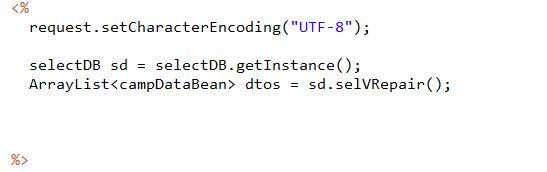 <%
request.setCharacterEncoding("UTF-8");
selectDB sd = selectDB.getInstance();
ArrayList<campDataBean> dtos = sd.selVRepair();
%>